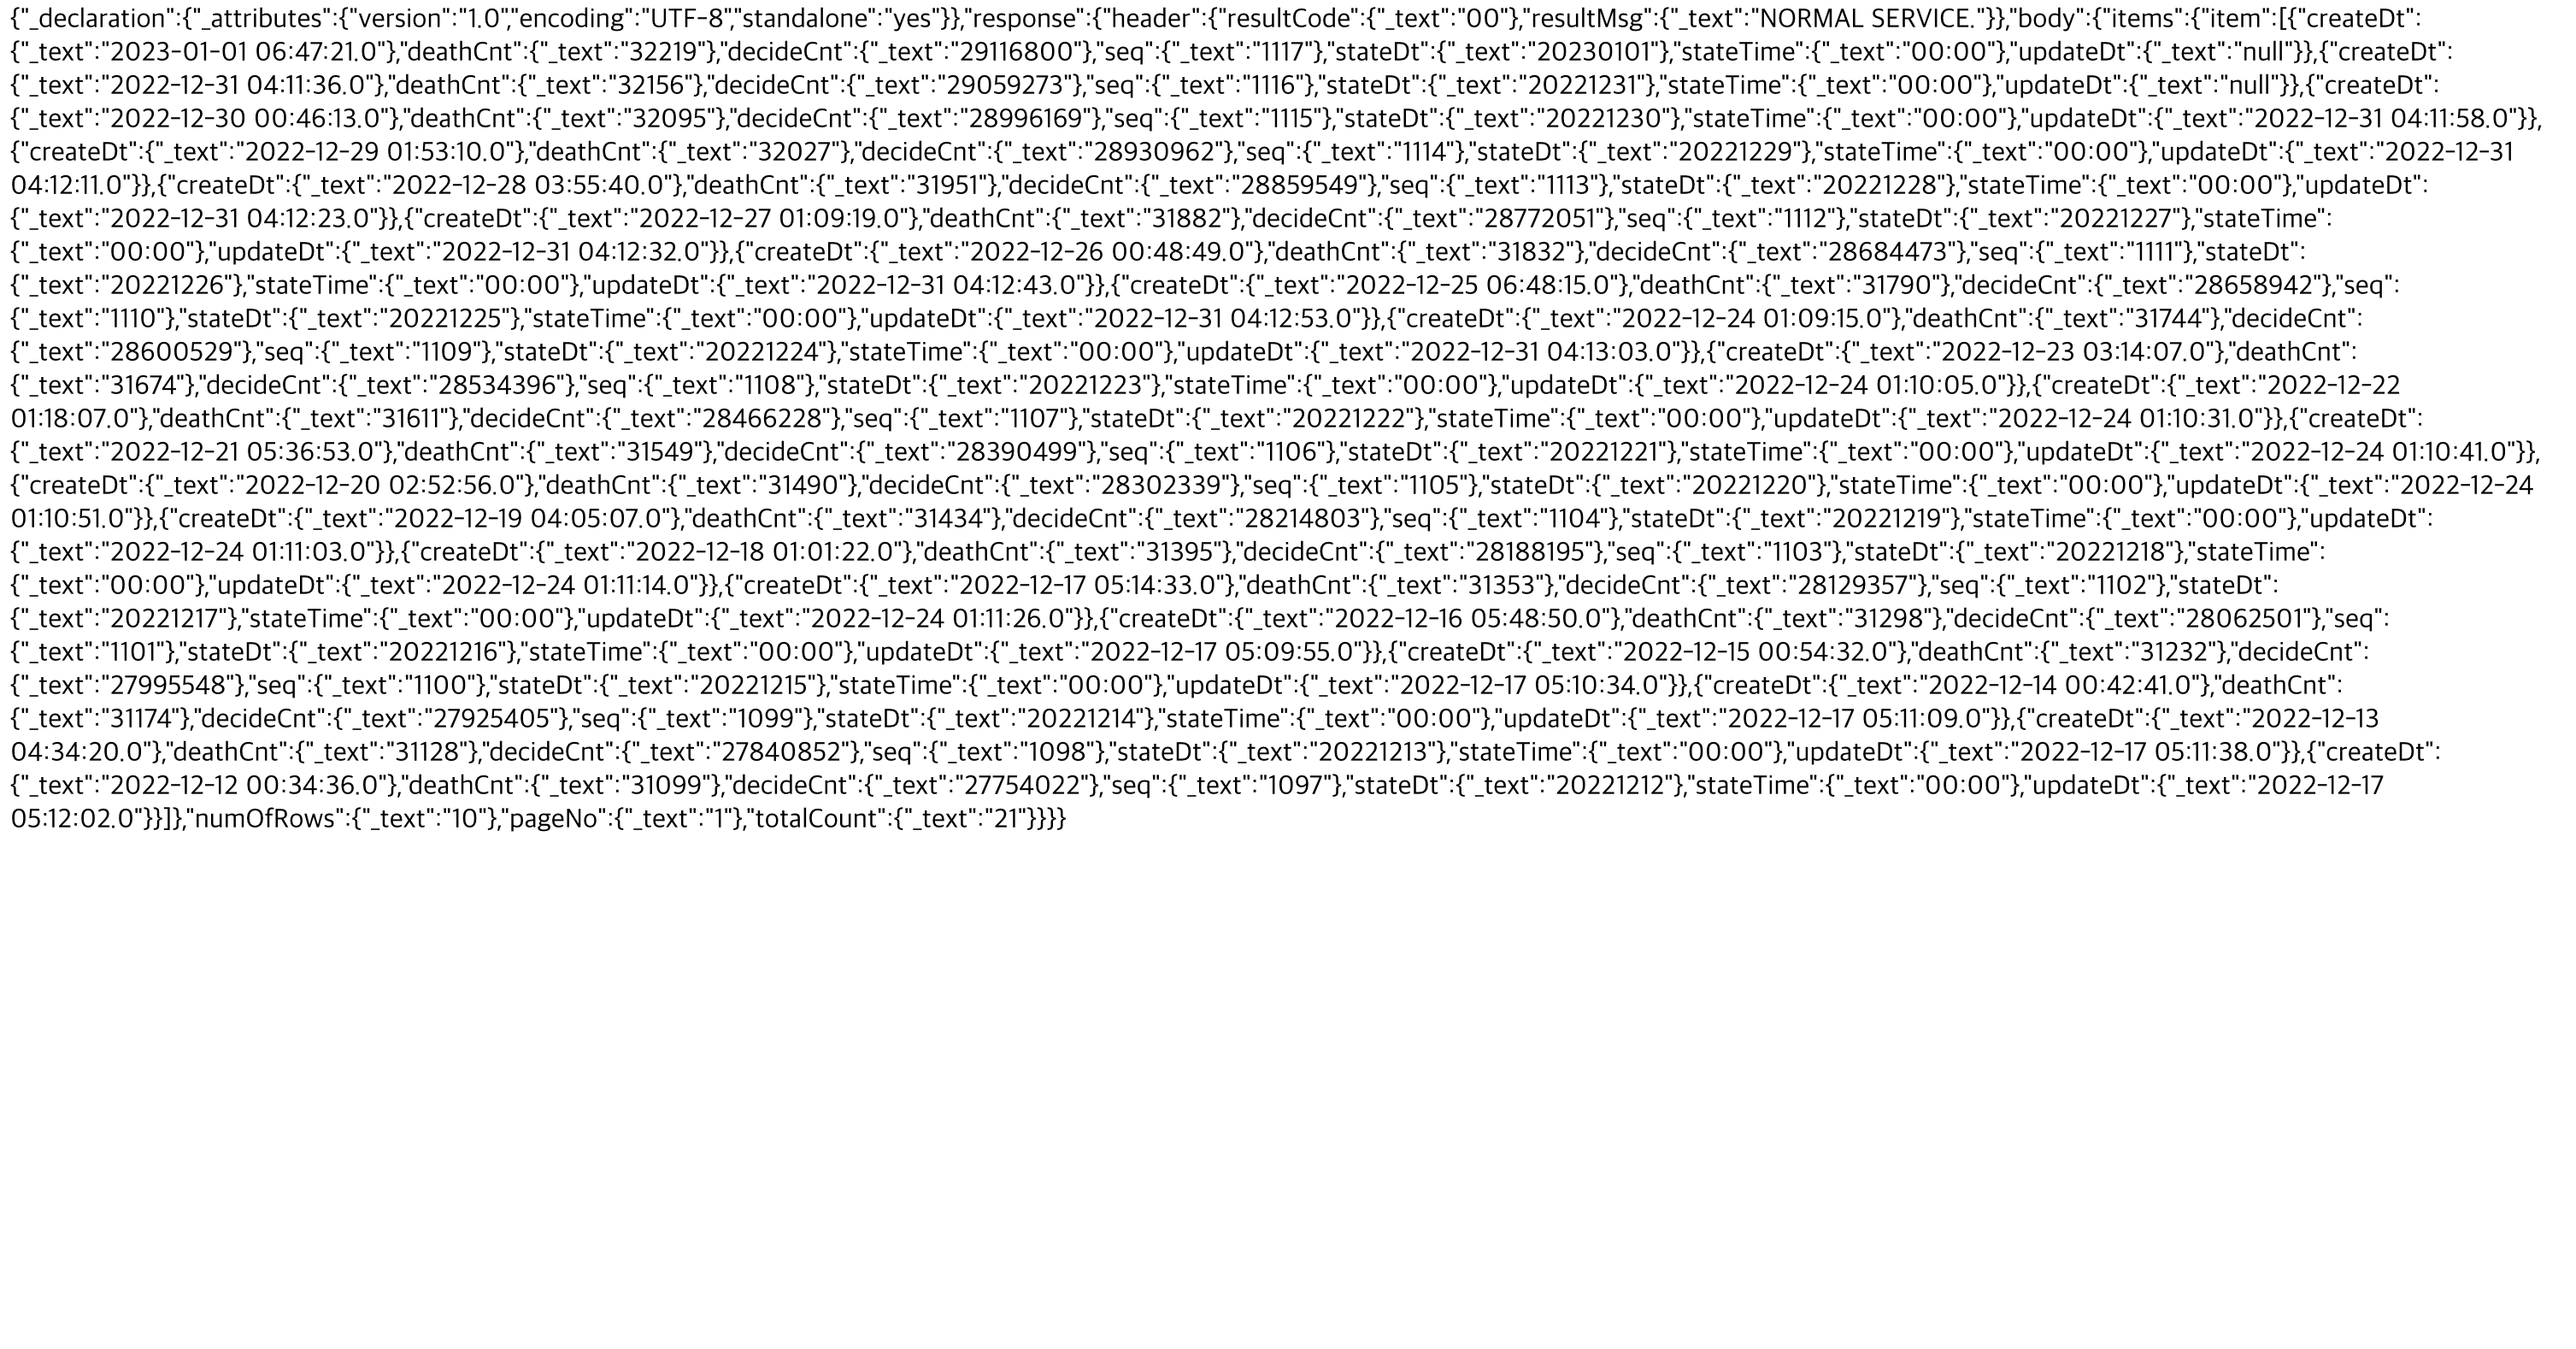 {"_declaration":{"_attributes":{"version":"1.0","encoding":"UTF-8","standalone":"yes"}},"response":{"header":{"resultCode":{"_text":"00"},"resultMsg":{"_text":"NORMAL SERVICE."}},"body":{"items":{"item":[{"createDt":
{"_text":"2023-01-01 06:47:21.0"},"deathCnt":{"_text":"32219"},"decideCnt":{"_text":"29116800"},"seq":{"_text":"1117"},"stateDt":{"_text":"20230101"},"stateTime":{"_text":"00:00"},"updateDt":{"_text":"null"}},{"createDt":
{"_text":"2022-12-31 04:11:36.0"},"deathCnt":{"_text":"32156"},"decideCnt":{"_text":"29059273"},"seq":{"_text":"1116"},"stateDt":{"_text":"20221231"},"stateTime":{"_text":"00:00"},"updateDt":{"_text":"null"}},{"createDt":
{"_text":"2022-12-30 00:46:13.0"},"deathCnt":{"_text":"32095"},"decideCnt":{"_text":"28996169"},"seq":{"_text":"1115"},"stateDt":{"_text":"20221230"},"stateTime":{"_text":"00:00"},"updateDt":{"_text":"2022-12-31 04:11:58.0"}},
{"createDt":{"_text":"2022-12-29 01:53:10.0"},"deathCnt":{"_text":"32027"},"decideCnt":{"_text":"28930962"},"seq":{"_text":"1114"},"stateDt":{"_text":"20221229"},"stateTime":{"_text":"00:00"},"updateDt":{"_text":"2022-12-31
04:12:11.0"}},{"createDt":{"_text":"2022-12-28 03:55:40.0"},"deathCnt":{"_text":"31951"},"decideCnt":{"_text":"28859549"},"seq":{"_text":"1113"},"stateDt":{"_text":"20221228"},"stateTime":{"_text":"00:00"},"updateDt":
{"_text":"2022-12-31 04:12:23.0"}},{"createDt":{"_text":"2022-12-27 01:09:19.0"},"deathCnt":{"_text":"31882"},"decideCnt":{"_text":"28772051"},"seq":{"_text":"1112"},"stateDt":{"_text":"20221227"},"stateTime":
{"_text":"00:00"},"updateDt":{"_text":"2022-12-31 04:12:32.0"}},{"createDt":{"_text":"2022-12-26 00:48:49.0"},"deathCnt":{"_text":"31832"},"decideCnt":{"_text":"28684473"},"seq":{"_text":"1111"},"stateDt":
{"_text":"20221226"},"stateTime":{"_text":"00:00"},"updateDt":{"_text":"2022-12-31 04:12:43.0"}},{"createDt":{"_text":"2022-12-25 06:48:15.0"},"deathCnt":{"_text":"31790"},"decideCnt":{"_text":"28658942"},"seq":
{"_text":"1110"},"stateDt":{"_text":"20221225"},"stateTime":{"_text":"00:00"},"updateDt":{"_text":"2022-12-31 04:12:53.0"}},{"createDt":{"_text":"2022-12-24 01:09:15.0"},"deathCnt":{"_text":"31744"},"decideCnt":
{"_text":"28600529"},"seq":{"_text":"1109"},"stateDt":{"_text":"20221224"},"stateTime":{"_text":"00:00"},"updateDt":{"_text":"2022-12-31 04:13:03.0"}},{"createDt":{"_text":"2022-12-23 03:14:07.0"},"deathCnt":
{"_text":"31674"},"decideCnt":{"_text":"28534396"},"seq":{"_text":"1108"},"stateDt":{"_text":"20221223"},"stateTime":{"_text":"00:00"},"updateDt":{"_text":"2022-12-24 01:10:05.0"}},{"createDt":{"_text":"2022-12-22
01:18:07.0"},"deathCnt":{"_text":"31611"},"decideCnt":{"_text":"28466228"},"seq":{"_text":"1107"},"stateDt":{"_text":"20221222"},"stateTime":{"_text":"00:00"},"updateDt":{"_text":"2022-12-24 01:10:31.0"}},{"createDt":
{"_text":"2022-12-21 05:36:53.0"},"deathCnt":{"_text":"31549"},"decideCnt":{"_text":"28390499"},"seq":{"_text":"1106"},"stateDt":{"_text":"20221221"},"stateTime":{"_text":"00:00"},"updateDt":{"_text":"2022-12-24 01:10:41.0"}},
{"createDt":{"_text":"2022-12-20 02:52:56.0"},"deathCnt":{"_text":"31490"},"decideCnt":{"_text":"28302339"},"seq":{"_text":"1105"},"stateDt":{"_text":"20221220"},"stateTime":{"_text":"00:00"},"updateDt":{"_text":"2022-12-24
01:10:51.0"}},{"createDt":{"_text":"2022-12-19 04:05:07.0"},"deathCnt":{"_text":"31434"},"decideCnt":{"_text":"28214803"},"seq":{"_text":"1104"},"stateDt":{"_text":"20221219"},"stateTime":{"_text":"00:00"},"updateDt":
{"_text":"2022-12-24 01:11:03.0"}},{"createDt":{"_text":"2022-12-18 01:01:22.0"},"deathCnt":{"_text":"31395"},"decideCnt":{"_text":"28188195"},"seq":{"_text":"1103"},"stateDt":{"_text":"20221218"},"stateTime":
{"_text":"00:00"},"updateDt":{"_text":"2022-12-24 01:11:14.0"}},{"createDt":{"_text":"2022-12-17 05:14:33.0"},"deathCnt":{"_text":"31353"},"decideCnt":{"_text":"28129357"},"seq":{"_text":"1102"},"stateDt":
{"_text":"20221217"},"stateTime":{"_text":"00:00"},"updateDt":{"_text":"2022-12-24 01:11:26.0"}},{"createDt":{"_text":"2022-12-16 05:48:50.0"},"deathCnt":{"_text":"31298"},"decideCnt":{"_text":"28062501"},"seq":
{"_text":"1101"},"stateDt":{"_text":"20221216"},"stateTime":{"_text":"00:00"},"updateDt":{"_text":"2022-12-17 05:09:55.0"}},{"createDt":{"_text":"2022-12-15 00:54:32.0"},"deathCnt":{"_text":"31232"},"decideCnt":
{"_text":"27995548"},"seq":{"_text":"1100"},"stateDt":{"_text":"20221215"},"stateTime":{"_text":"00:00"},"updateDt":{"_text":"2022-12-17 05:10:34.0"}},{"createDt":{"_text":"2022-12-14 00:42:41.0"},"deathCnt":
{"_text":"31174"},"decideCnt":{"_text":"27925405"},"seq":{"_text":"1099"},"stateDt":{"_text":"20221214"},"stateTime":{"_text":"00:00"},"updateDt":{"_text":"2022-12-17 05:11:09.0"}},{"createDt":{"_text":"2022-12-13
04:34:20.0"},"deathCnt":{"_text":"31128"},"decideCnt":{"_text":"27840852"},"seq":{"_text":"1098"},"stateDt":{"_text":"20221213"},"stateTime":{"_text":"00:00"},"updateDt":{"_text":"2022-12-17 05:11:38.0"}},{"createDt":
{"_text":"2022-12-12 00:34:36.0"},"deathCnt":{"_text":"31099"},"decideCnt":{"_text":"27754022"},"seq":{"_text":"1097"},"stateDt":{"_text":"20221212"},"stateTime":{"_text":"00:00"},"updateDt":{"_text":"2022-12-17
05:12:02.0"}}]},"numOfRows":{"_text":"10"},"pageNo":{"_text":"1"},"totalCount":{"_text":"21"}}}}